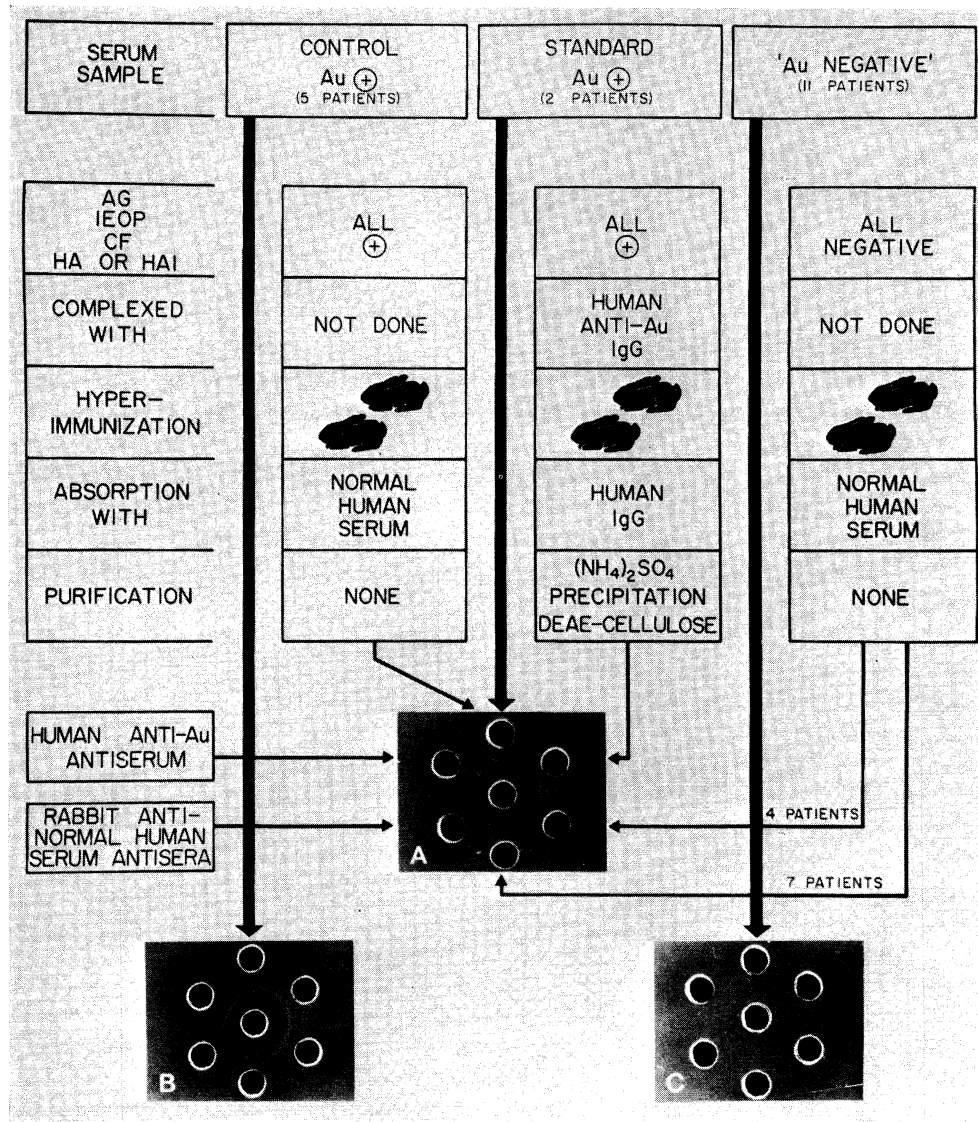 SERUM
SAMPLE
CONTROL
Au ⊕
(5 PATIENTS)
STANDARD
Au ⊕
(2 PATIENTS)
'Au NEGATIVE'
(11 PATIENTS)
AG
IEOP
CF
HA OR HAI
ALL
⊕
ALL
⊕
ALL
NEGATIVE
COMPLEXED
WITH
NOT DONE
HUMAN
ANTI-Au
IgG
NOT DONE
HYPER-
IMMUNIZATION
ABSORPTION
WITH
NORMAL
HUMAN
SERUM
HUMAN
IgG
NORMAL
HUMAN
SERUM
PURIFICATION
NONE
(NH4)2SO4
PRECIPITATION
DEAE-CELLULOSE
NONE
HUMAN ANTI-Au
ANTISERUM
RABBIT ANTI-
NORMAL HUMAN
SERUM ANTISERA
A
4 PATIENTS
7 PATIENTS
B
C